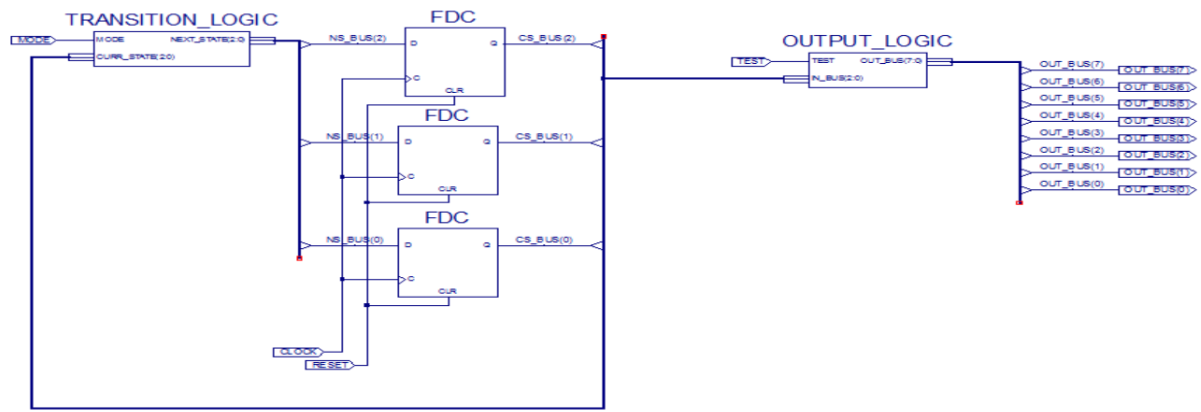 TRANSITION_LOGIC
MODE
MODE
NEXT_STATE(2:0)
CURR_STATE(2:0)
FDC
NS_BUS(2)
D
Q
CS_BUS(2)
C
CLR
FDC
NS_BUS(1)
D
Q
CS_BUS(1)
C
CLR
FDC
NS_BUS(0)
D
Q
CS_BUS(0)
C
CLR
CLOCK
RESET
OUTPUT_LOGIC
TEST
TEST
OUT_BUS(7:0)
IN_BUS(2:0)
OUT_BUS(7)
OUT_BUS(7)
OUT_BUS(6)
OUT_BUS(6)
OUT_BUS(5)
OUT_BUS(5)
OUT_BUS(4)
OUT_BUS(4)
OUT_BUS(3)
OUT_BUS(3)
OUT_BUS(2)
OUT_BUS(2)
OUT_BUS(1)
OUT_BUS(1)
OUT_BUS(0)
OUT_BUS(0)